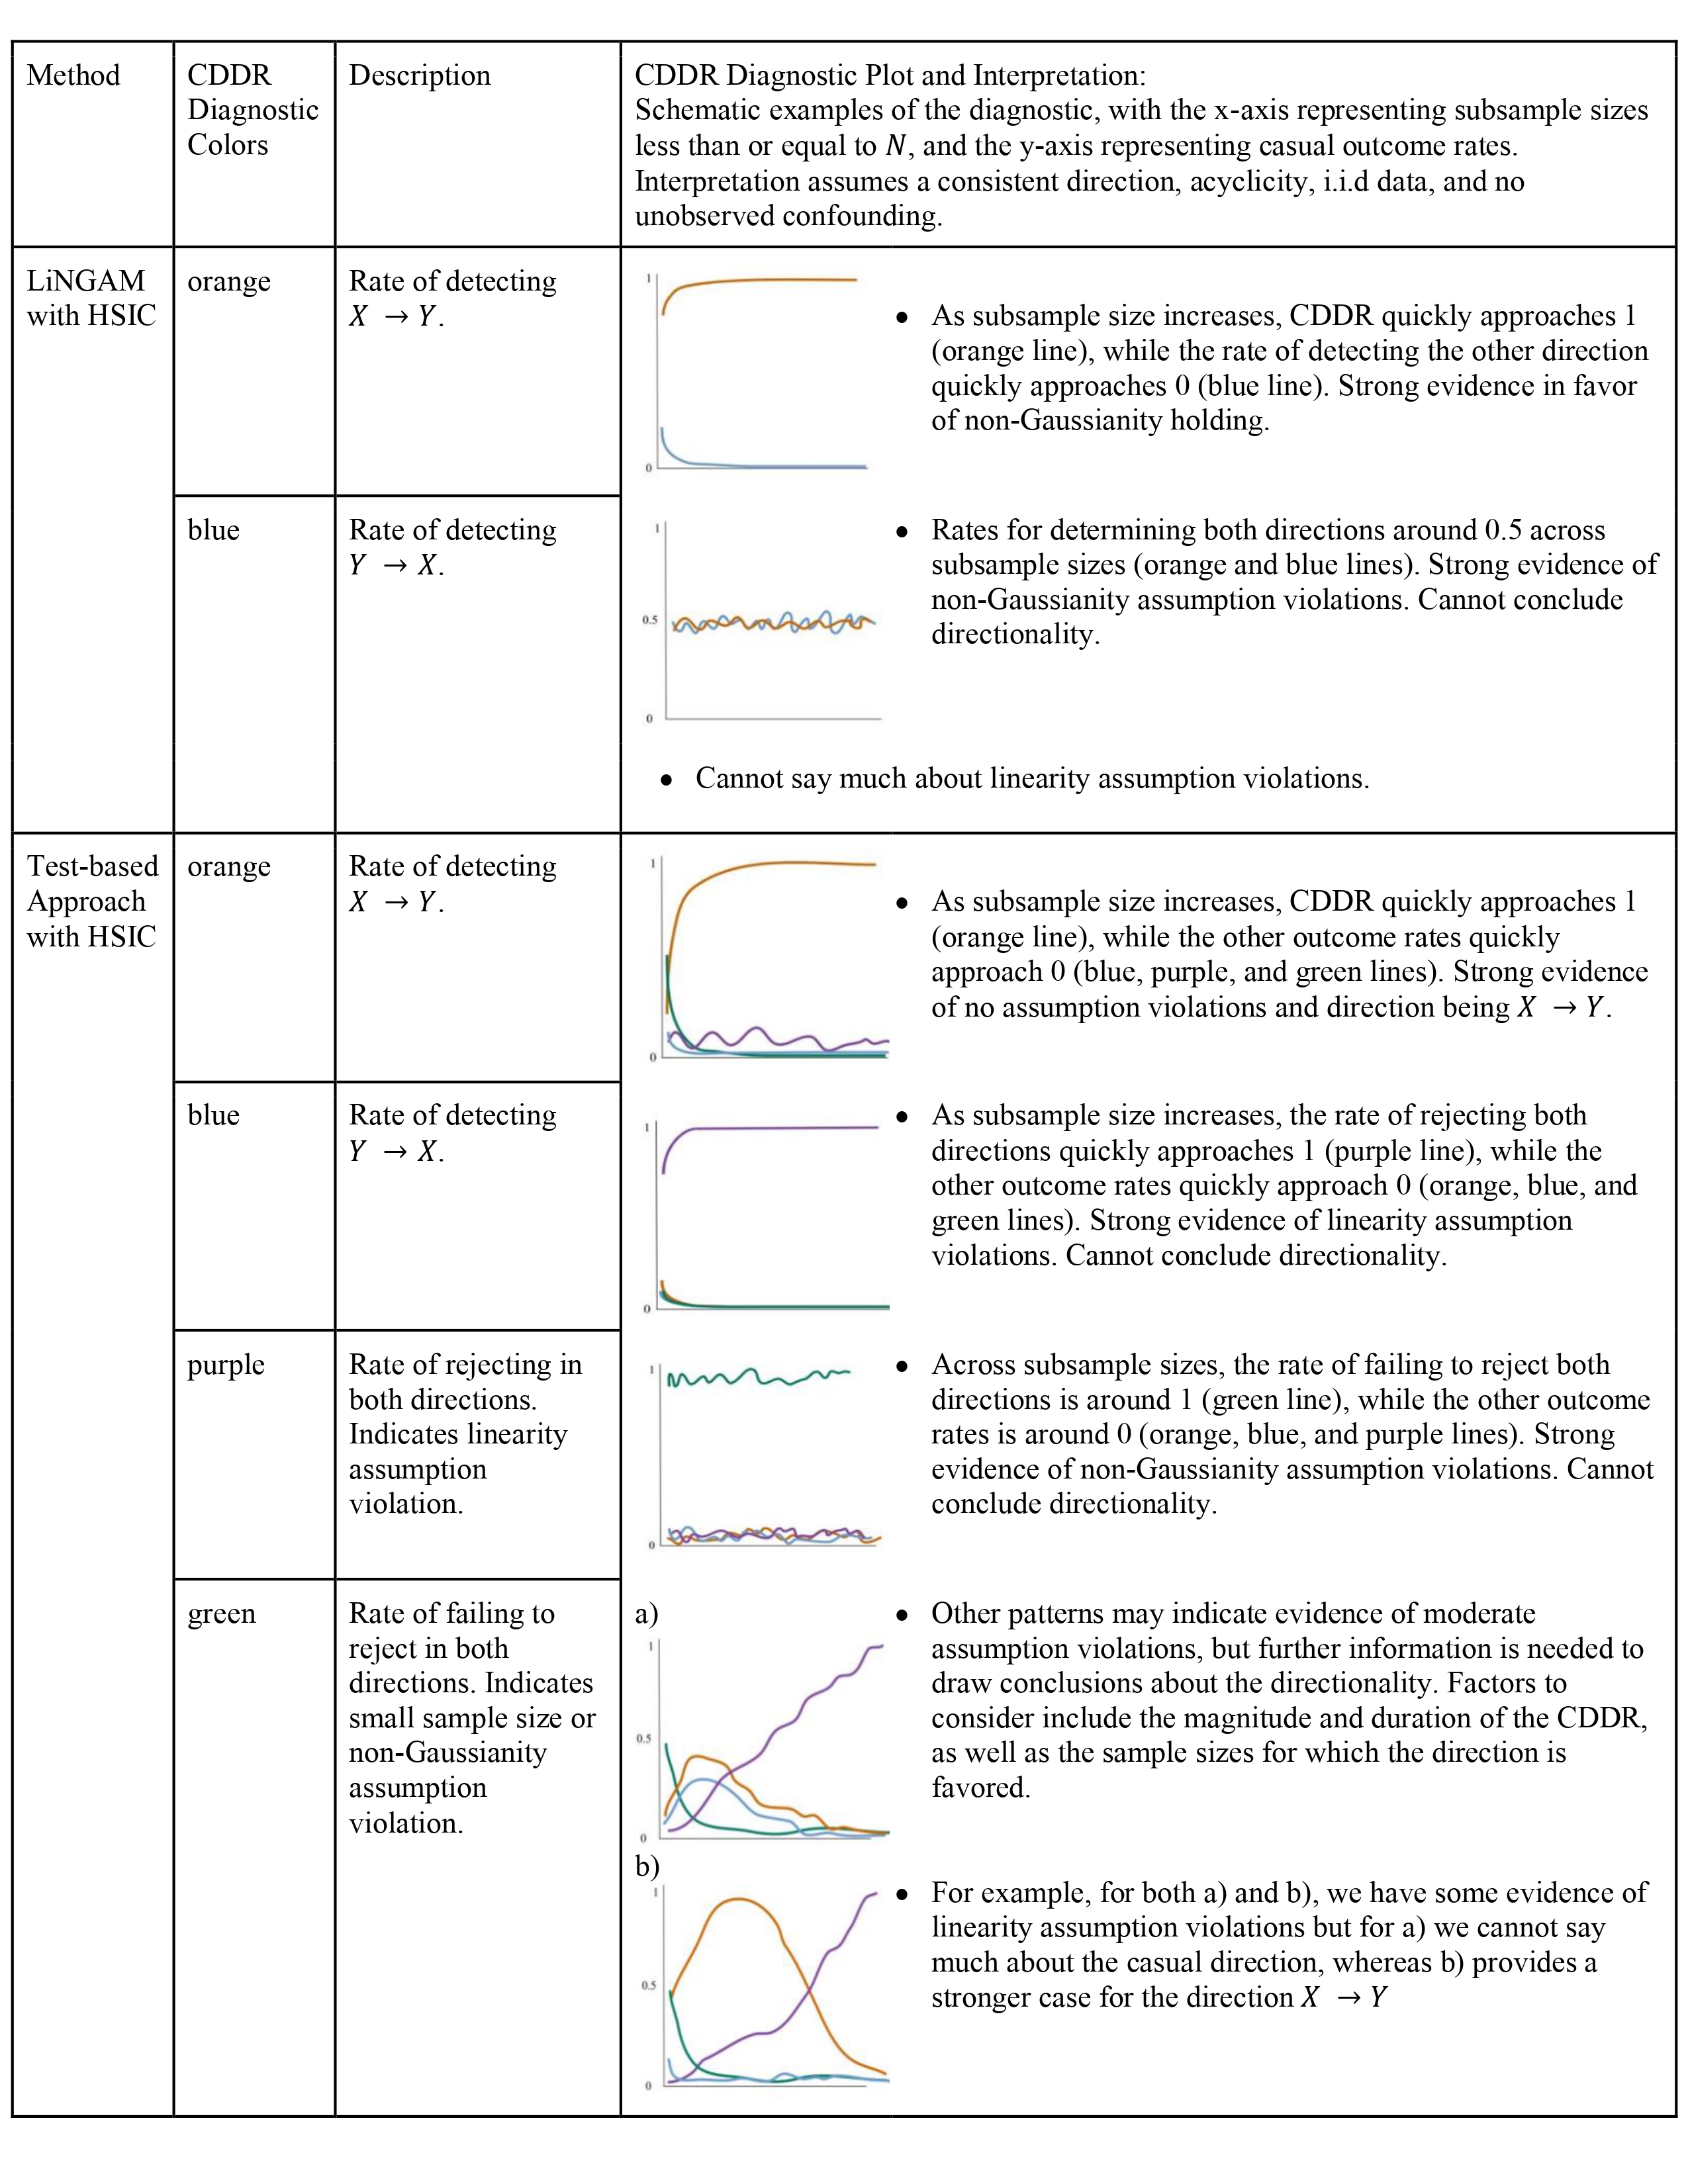 Method
CDDR
Diagnostic
Colors
Description
CDDR Diagnostic Plot and Interpretation:
Schematic examples of the diagnostic, with the x-axis representing subsample sizes
less than or equal to N, and the y-axis representing casual outcome rates.
Interpretation assumes a consistent direction, acyclicity, i.i.d data, and no
unobserved confounding.
LiNGAM
with HSIC
orange
Rate of detecting
X → Y.
1
0
• As subsample size increases, CDDR quickly approaches 1
(orange line), while the rate of detecting the other direction
quickly approaches 0 (blue line). Strong evidence in favor
of non-Gaussianity holding.
blue
Rate of detecting
Y → X.
1
0.5
0
• Rates for determining both directions around 0.5 across
subsample sizes (orange and blue lines). Strong evidence of
non-Gaussianity assumption violations. Cannot conclude
directionality.
• Cannot say much about linearity assumption violations.
Test-based
Approach
with HSIC
orange
Rate of detecting
X → Y.
1
0
• As subsample size increases, CDDR quickly approaches 1
(orange line), while the other outcome rates quickly
approach 0 (blue, purple, and green lines). Strong evidence
of no assumption violations and direction being X → Y.
blue
Rate of detecting
Y → X.
1
0
• As subsample size increases, the rate of rejecting both
directions quickly approaches 1 (purple line), while the
other outcome rates quickly approach 0 (orange, blue, and
green lines). Strong evidence of linearity assumption
violations. Cannot conclude directionality.
purple
Rate of rejecting in
both directions.
Indicates linearity
assumption
violation.
1
0
• Across subsample sizes, the rate of failing to reject both
directions is around 1 (green line), while the other outcome
rates is around 0 (orange, blue, and purple lines). Strong
evidence of non-Gaussianity assumption violations. Cannot
conclude directionality.
green
Rate of failing to
reject in both
directions. Indicates
small sample size or
non-Gaussianity
assumption
violation.
a)
1
0.5
0
• Other patterns may indicate evidence of moderate
assumption violations, but further information is needed to
draw conclusions about the directionality. Factors to
consider include the magnitude and duration of the CDDR,
as well as the sample sizes for which the direction is
favored.
b)
1
0.5
0
• For example, for both a) and b), we have some evidence of
linearity assumption violations but for a) we cannot say
much about the casual direction, whereas b) provides a
stronger case for the direction X → Y